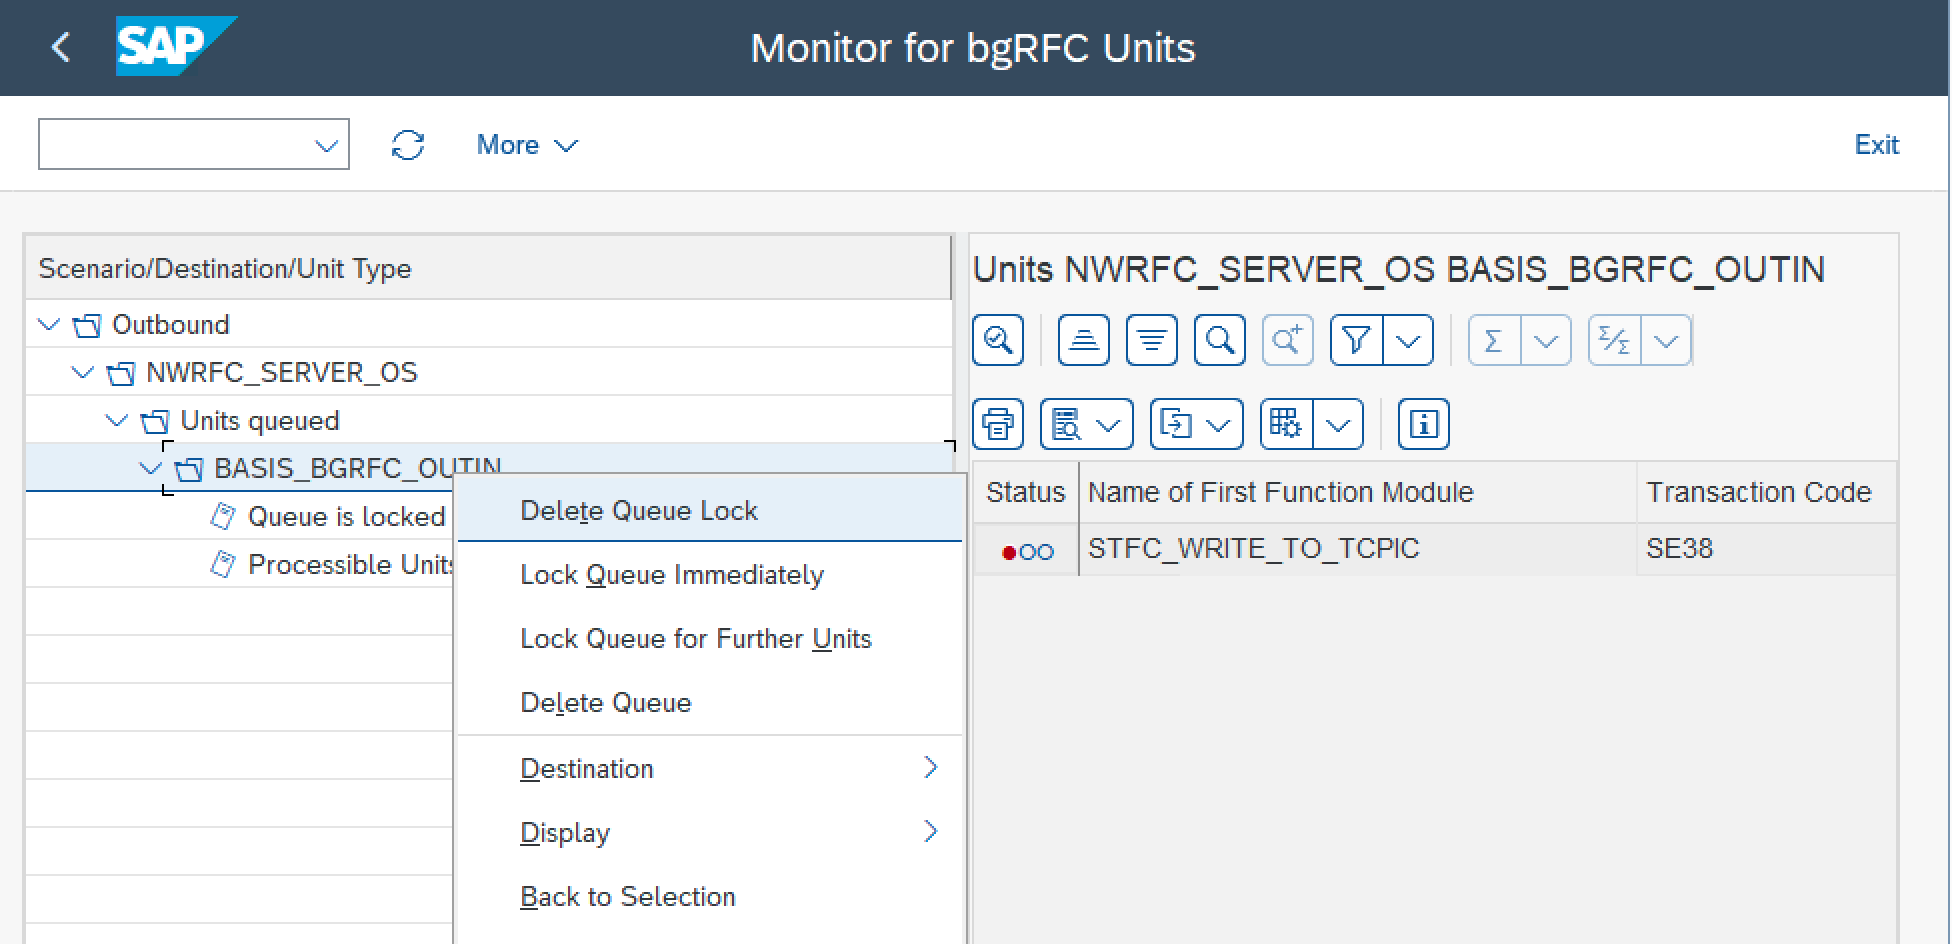 SAP
Monitor for bgRFC Units
More
Exit
Scenario/Destination/Unit Type
Outbound
NWRFC_SERVER_OS
Units queued
BASIS_BGRFC_OUTIN
Queue is locked
Processible Units
Delete Queue Lock
Lock Queue Immediately
Lock Queue for Further Units
Delete Queue
Destination
Display
Back to Selection
Units NWRFC_SERVER_OS BASIS_BGRFC_OUTIN
Status Name of First Function Module Transaction Code
STFC_WRITE_TO_TCPIC SE38